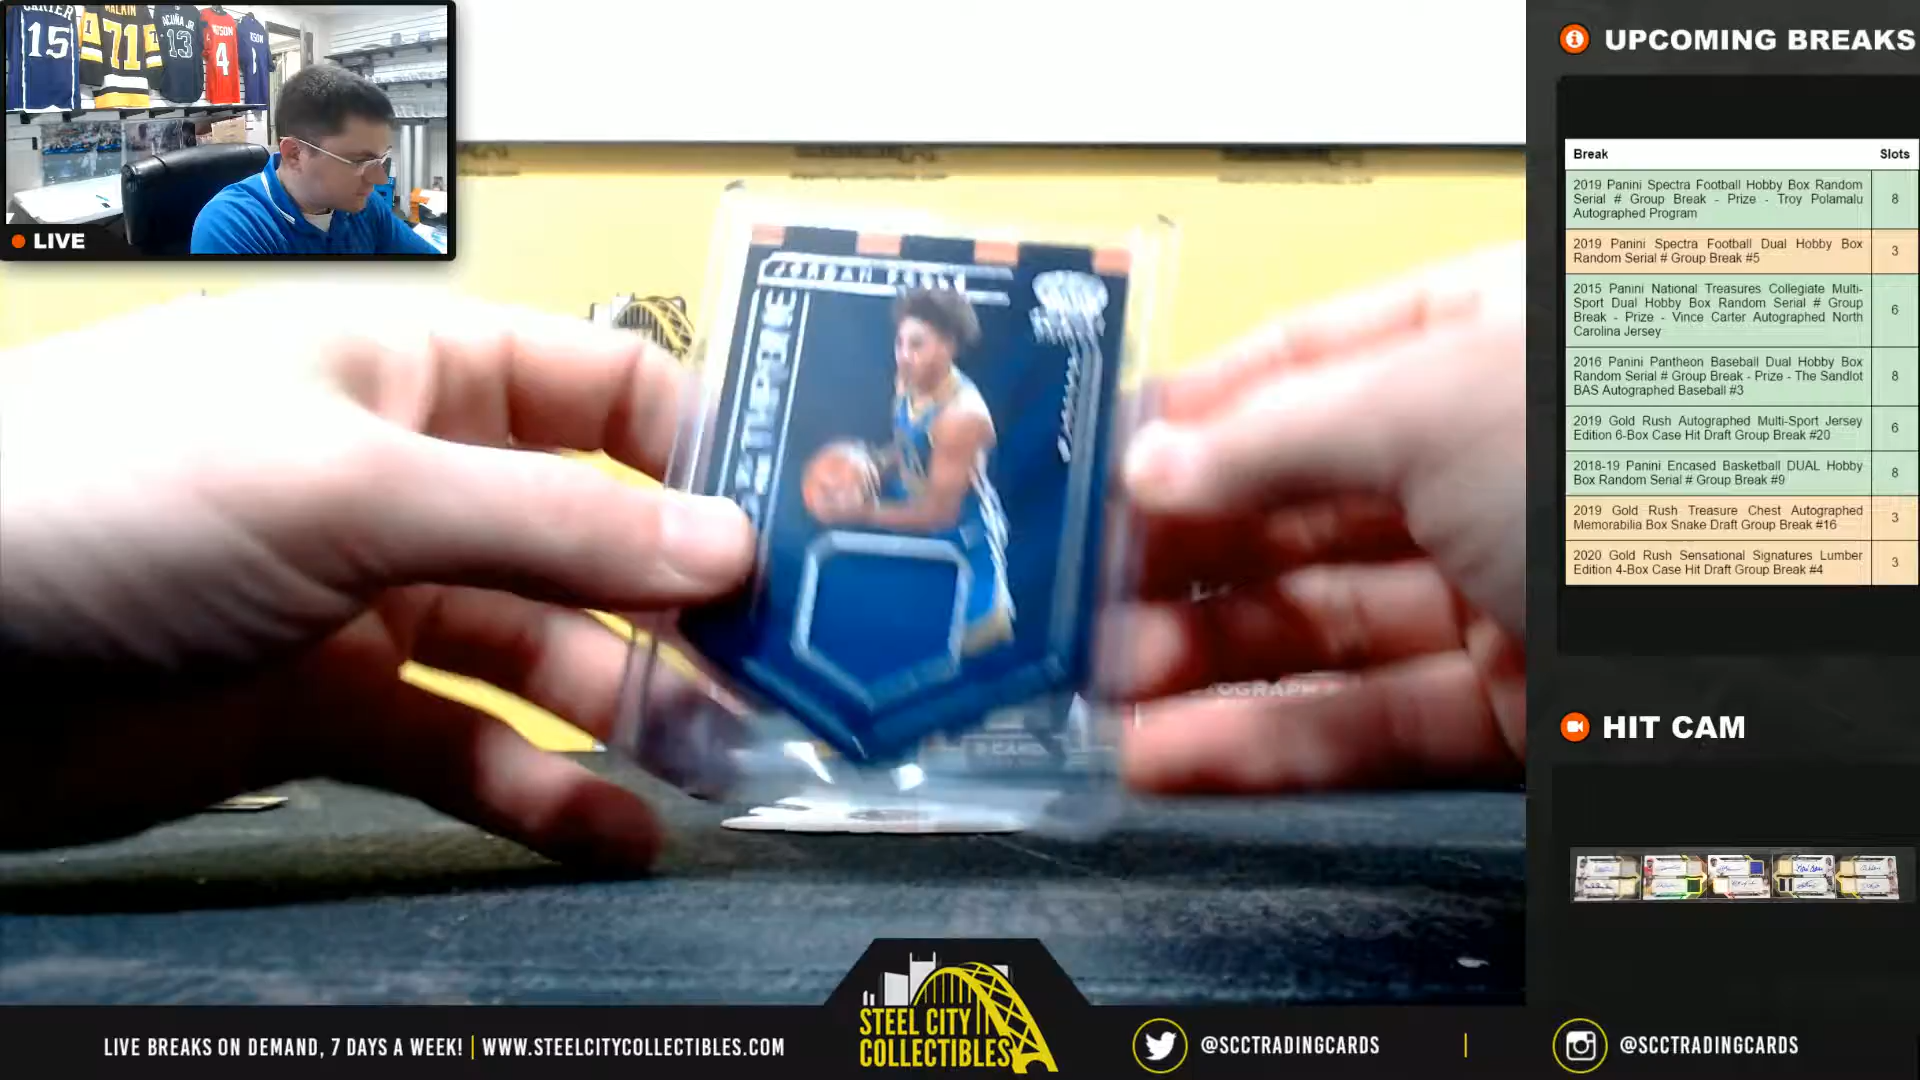 CARTER
15
MALKIN
71
ACUÑA JR
13
4
LIVE
JORDAN POOLE
UPCOMING BREAKS
Break Slots
2019 Panini Spectra Football Hobby Box Random
Serial # Group Break - Prize - Troy Polamalu
Autographed Program
8
2019 Panini Spectra Football Dual Hobby Box
Random Serial # Group Break #5
3
2015 Panini National Treasures Collegiate Multi-
Sport Dual Hobby Box Random Serial # Group
Break - Prize - Vince Carter Autographed North
Carolina Jersey
6
2016 Panini Pantheon Baseball Dual Hobby Box
Random Serial # Group Break - Prize - The Sandlot
BAS Autographed Baseball #3
8
2019 Gold Rush Autographed Multi-Sport Jersey
Edition 6-Box Case Hit Draft Group Break #20
6
2018-19 Panini Encased Basketball DUAL Hobby
Box Random Serial # Group Break #9
8
2019 Gold Rush Treasure Chest Autographed
Memorabilia Box Snake Draft Group Break #16
3
2020 Gold Rush Sensational Signatures Lumber
Edition 4-Box Case Hit Draft Group Break #4
3
HIT CAM
LIVE BREAKS ON DEMAND, 7 DAYS A WEEK! | WWW.STEELCITYCOLLECTIBLES.COM
STEEL CITY
COLLECTIBLES
@SCCTRADINGCARDS |
@SCCTRADINGCARDS